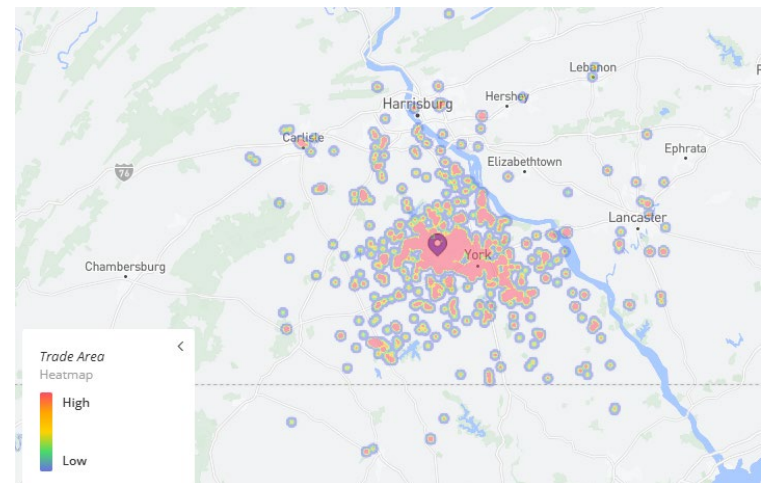 Lebanon
Hershey
Harrisburg
Carlisle
Ephrata
Elizabethtown
76
Lancaster
York
Chambersburg
Trade Area
Heatmap
High
Low